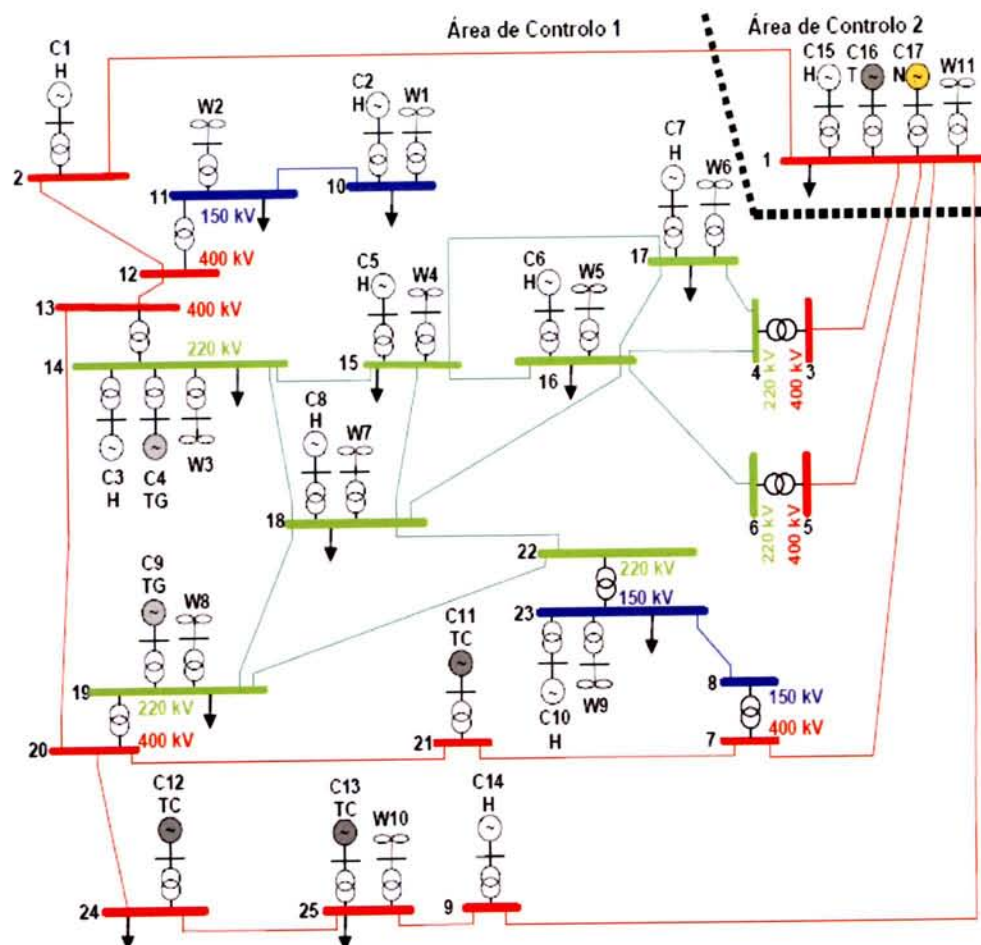 Área de Controlo 1
Área de Controlo 2
C1
H
C15
H
C16
T
C17
N
W11
W2
C2
H
W1
C7
H
W6
1
2
11
150 kV
10
12
400 kV
C5
H
W4
C6
H
W5
17
13
400 kV
14
220 kV
15
16
4
3
220 kV
400 kV
C3
H
C4
TG
W3
C8
H
W7
18
6
5
220 kV
400 kV
22
220 kV
C9
TG
W8
C11
TC
23
150 kV
C10
H
W9
8
150 kV
19
220 kV
20
400 kV
21
7
400 kV
C12
TC
C13
TC
W10
C14
H
24
25
9